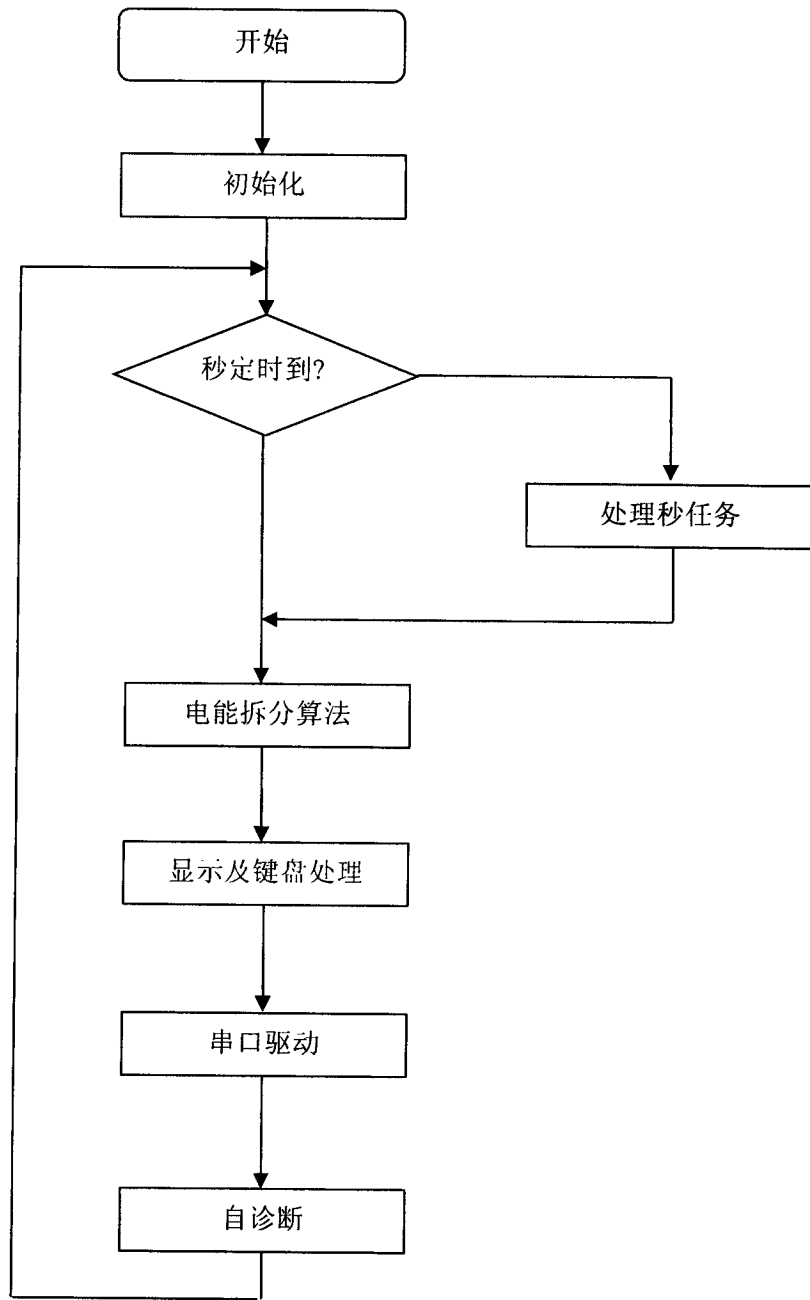 开始
初始化
秒定时到?
处理秒任务
电能拆分算法
显示及键盘处理
串口驱动
自诊断